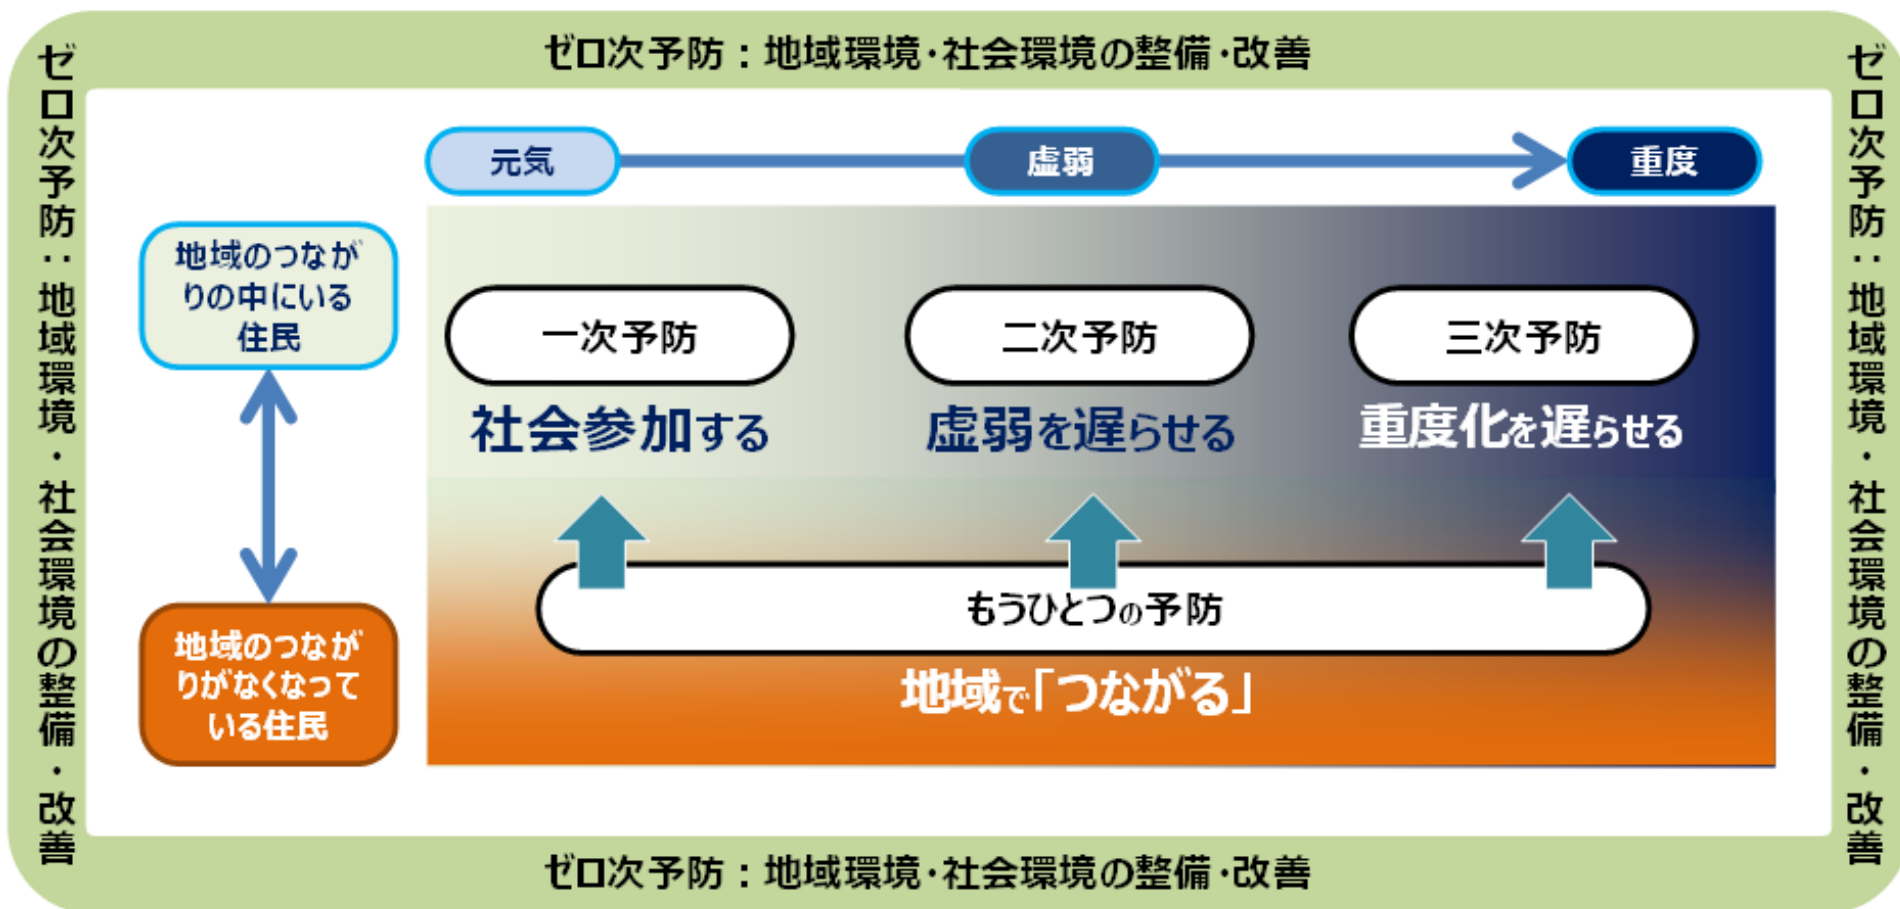 ゼロ次予防：地域環境・社会環境の整備・改善
ゼロ次予防：地域環境・社会環境の整備・改善
ゼロ次予防：地域環境・社会環境の整備・改善
元気
虚弱
重度
地域のつなが
りの中にいる
住民
一次予防
二次予防
三次予防
社会参加する
虚弱を遅らせる
重度化を遅らせる
もうひとつの予防
地域のつなが
りがなくなって
いる住民
地域で「つながる」
ゼロ次予防：地域環境・社会環境の整備・改善